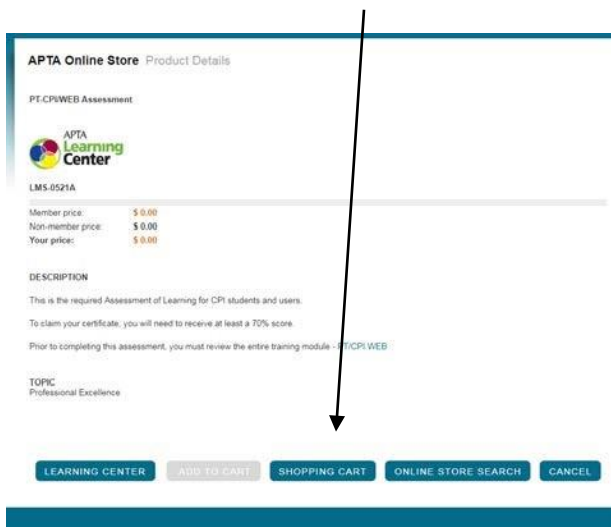 APTA Online Store Product Details
PT-CPI/WEB Assessment
APTA
Learning
Center
LMS-0521A
Member price: $ 0.00
Non-member price: $ 0.00
Your price: $ 0.00
DESCRIPTION
This is the required Assessment of Learning for CPI students and users.
To claim your certificate, you will need to receive at least a 70% score.
Prior to completing this assessment, you must review the entire training module - PT/CPI WEB
TOPIC
Professional Excellence
LEARNING CENTER ADD TO CART SHOPPING CART ONLINE STORE SEARCH CANCEL